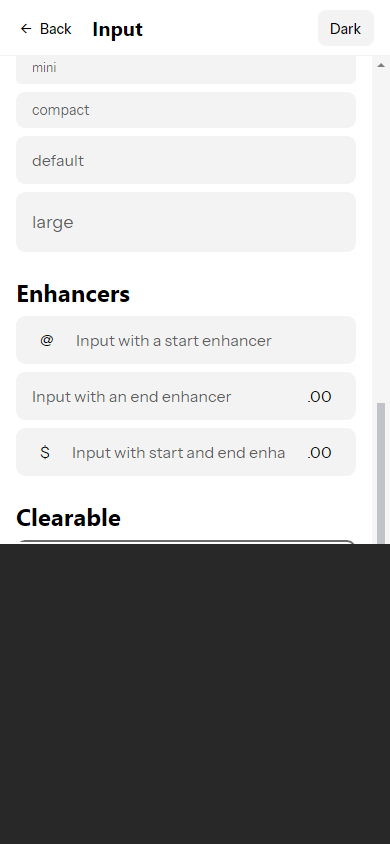 Back
Input
Dark
mini
compact
default
large
Enhancers
@ Input with a start enhancer
Input with an end enhancer .00
$ Input with start and end enha .00
Clearable